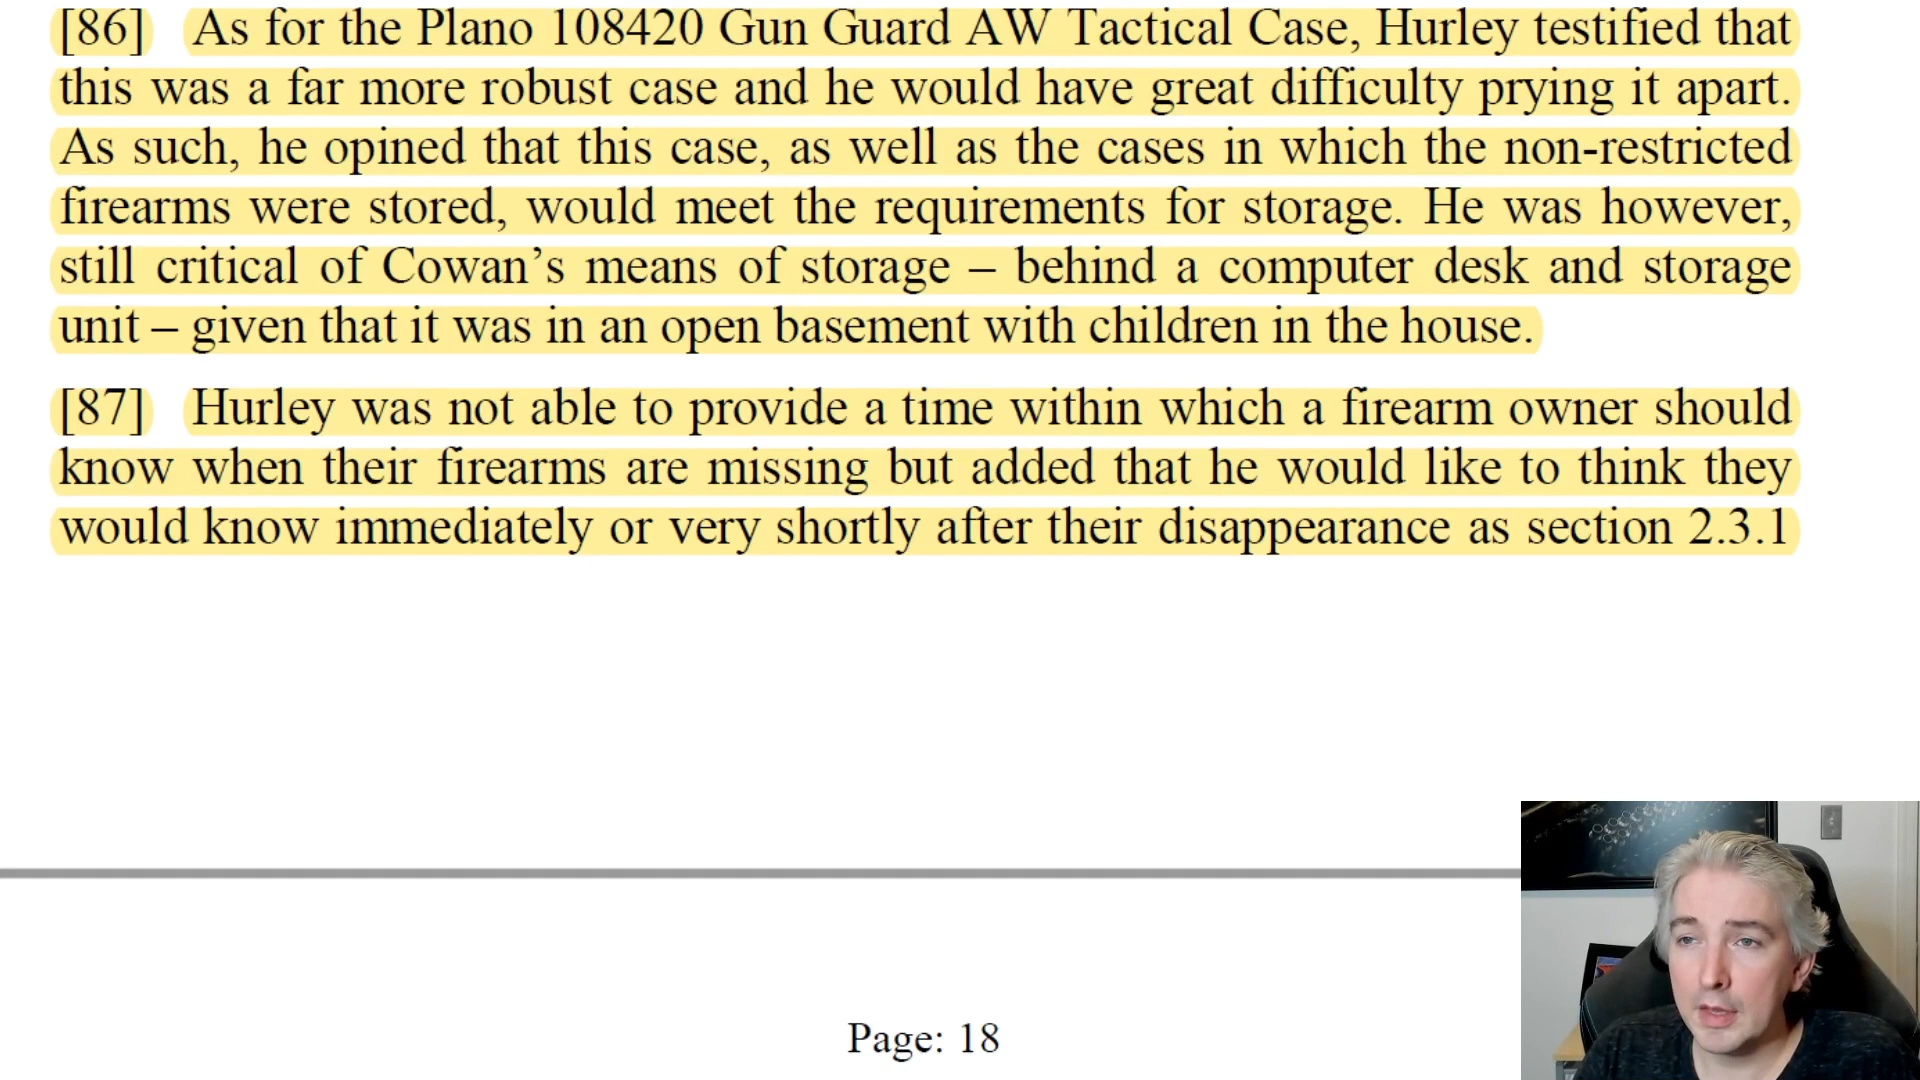 [86] As for the Plano 108420 Gun Guard AW Tactical Case, Hurley testified that
this was a far more robust case and he would have great difficulty prying it apart.
As such, he opined that this case, as well as the cases in which the non-restricted
firearms were stored, would meet the requirements for storage. He was however,
still critical of Cowan’s means of storage – behind a computer desk and storage
unit – given that it was in an open basement with children in the house.
[87] Hurley was not able to provide a time within which a firearm owner should
know when their firearms are missing but added that he would like to think they
would know immediately or very shortly after their disappearance as section 2.3.1
Page: 18